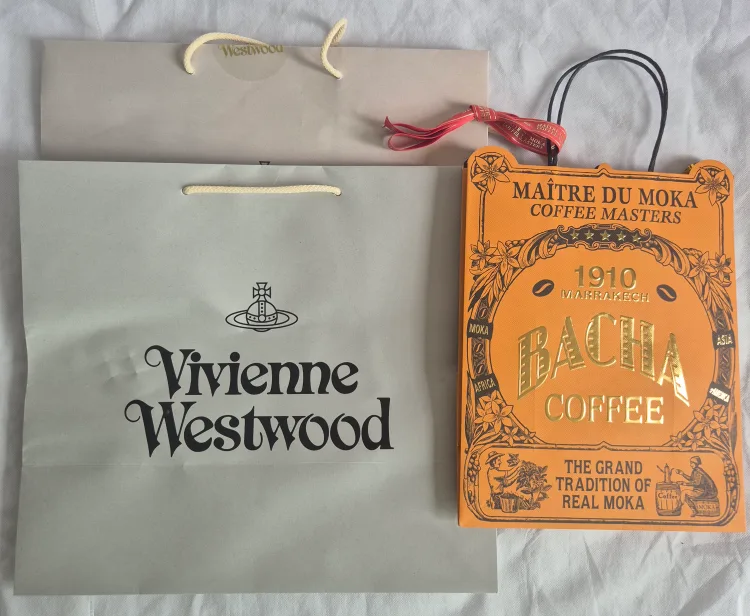 Westwood
Vivienne
Westwood
MAÎTRE DU MOKA
COFFEE MASTERS
1910
MARRAKECH
MOKA
ASIA
BACHA
AFRICA
COFFEE
THE GRAND
TRADITION OF
REAL MOKA
Coffee